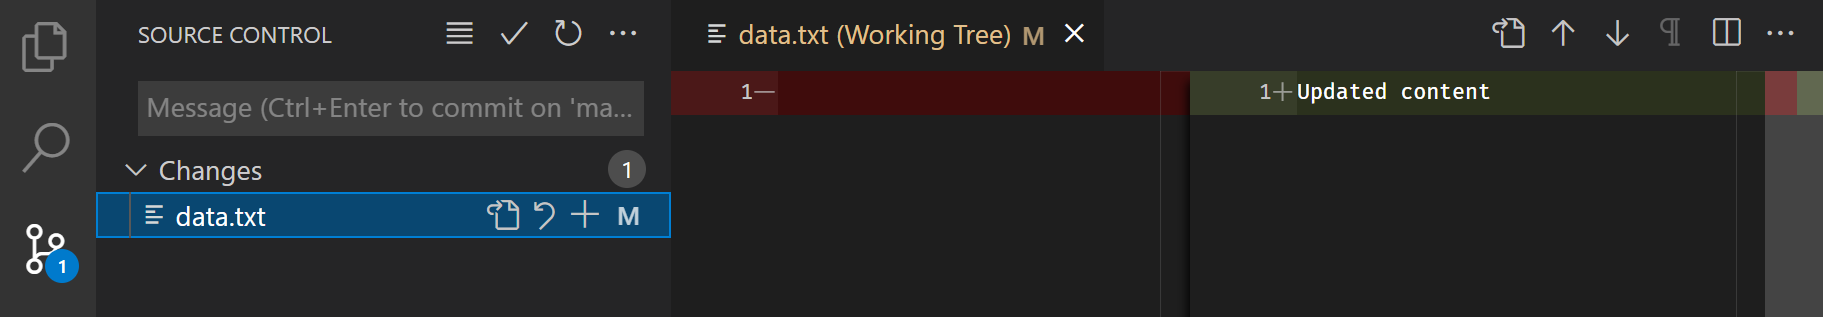 SOURCE CONTROL
Message (Ctrl+Enter to commit on 'ma...
Changes 1
data.txt M
1
data.txt (Working Tree) M
1—
1+ Updated content